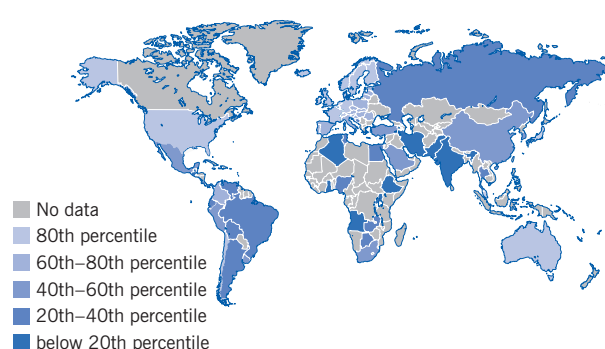 No data
80th percentile
60th–80th percentile
40th–60th percentile
20th–40th percentile
below 20th percentile